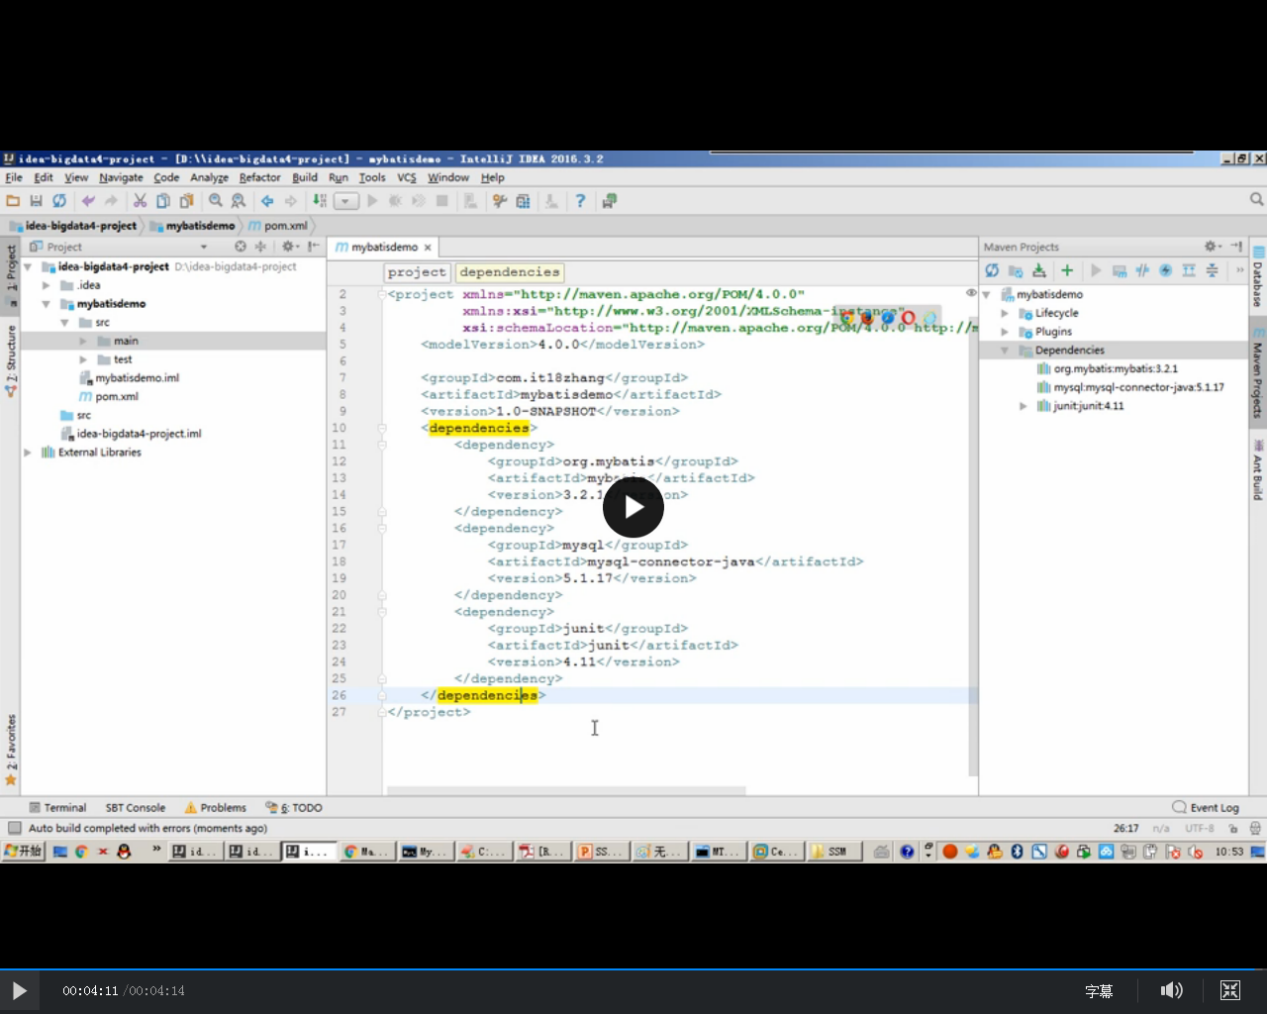 idea-bigdata4-project - [D:\\idea-bigdata4-project] - mybatisdemo - IntelliJ IDEA 2016.3.2
File Edit View Navigate Code Analyze Refactor Build Run Tools VCS Window Help
idea-bigdata4-project mybatisdemo pom.xml
Project
mybatisdemo
Maven Projects
1: Project
Z: Structure
2: Favorites
idea-bigdata4-project D:\idea-bigdata4-project
.idea
mybatisdemo
src
main
test
mybatisdemo.iml
pom.xml
src
idea-bigdata4-project.iml
External Libraries
project dependencies
2 <project xmlns="http://maven.apache.org/POM/4.0.0"
3 xmlns:xsi="http://www.w3.org/2001/XMLSchema-instance"
4 xsi:schemaLocation="http://maven.apache.org/POM/4.0.0 http://m
5 <modelVersion>4.0.0</modelVersion>
6
7 <groupId>com.it18zhang</groupId>
8 <artifactId>mybatisdemo</artifactId>
9 <version>1.0-SNAPSHOT</version>
10 <dependencies>
11 <dependency>
12 <groupId>org.mybatis</groupId>
13 <artifactId>mybatis</artifactId>
14 <version>3.2.1</version>
15 </dependency>
16 <dependency>
17 <groupId>mysql</groupId>
18 <artifactId>mysql-connector-java</artifactId>
19 <version>5.1.17</version>
20 </dependency>
21 <dependency>
22 <groupId>junit</groupId>
23 <artifactId>junit</artifactId>
24 <version>4.11</version>
25 </dependency>
26 </dependencies>
27 </project>
mybatisdemo
Lifecycle
Plugins
Dependencies
org.mybatis:mybatis:3.2.1
mysql:mysql-connector-java:5.1.17
junit:junit:4.11
Database
Maven Projects
Ant Build
Terminal SBT Console Problems 6: TODO Event Log
Auto build completed with errors (moments ago) 26:17 n/a UTF-8
开始 » id... id... i... Ma... My... C:... [B... SS... 无... MT... Ce... SSM 10:53
00:04:11 /00:04:14 字幕